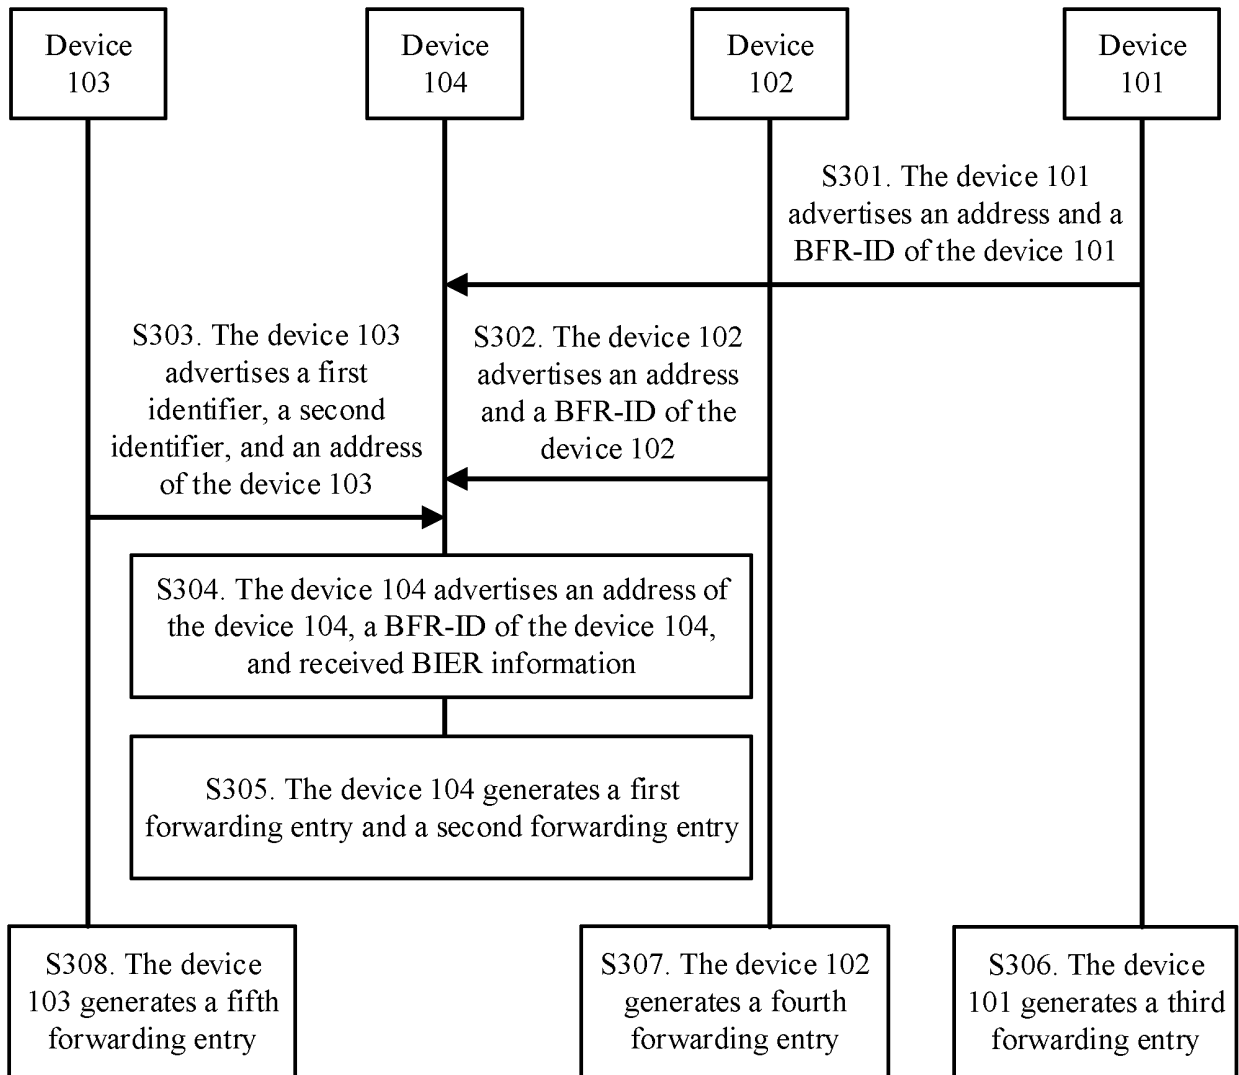 Device
103
Device
104
Device
102
Device
101
S301. The device 101
advertises an address and a
BFR-ID of the device 101
S303. The device 103
advertises a first
identifier, a second
identifier, and an address
of the device 103
S302. The device 102
advertises an address
and a BFR-ID of the
device 102
S304. The device 104 advertises an address of
the device 104, a BFR-ID of the device 104,
and received BIER information
S305. The device 104 generates a first
forwarding entry and a second forwarding entry
S308. The device
103 generates a fifth
forwarding entry
S307. The device 102
generates a fourth
forwarding entry
S306. The device
101 generates a third
forwarding entry